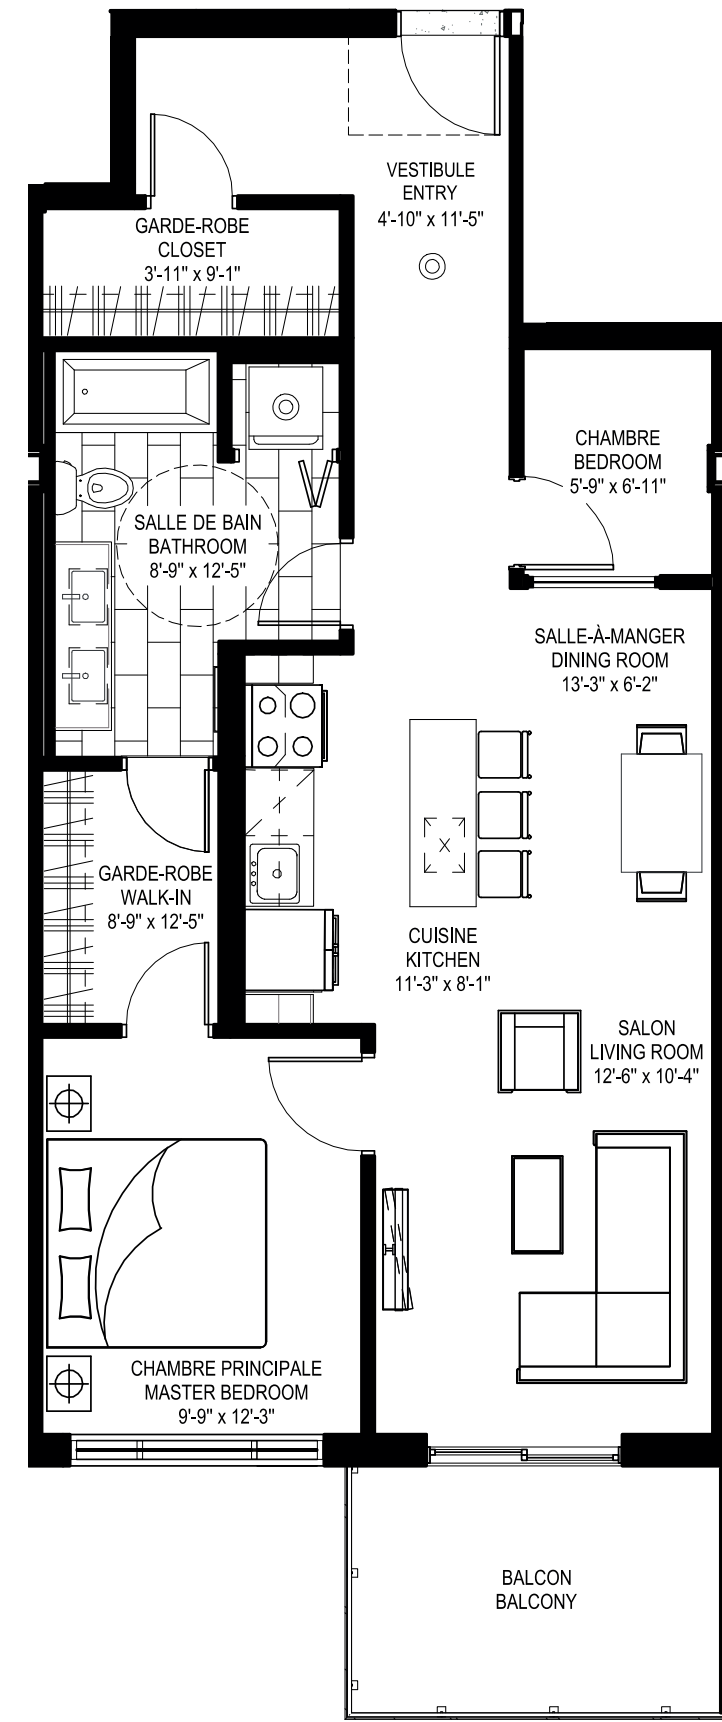 VESTIBULE
ENTRY
4'-10" x 11'-5"
GARDE-ROBE
CLOSET
3'-11" x 9'-1"
CHAMBRE
BEDROOM
5'-9" x 6'-11"
SALLE DE BAIN
BATHROOM
8'-9" x 12'-5"
SALLE-À-MANGER
DINING ROOM
13'-3" x 6'-2"
GARDE-ROBE
WALK-IN
8'-9" x 12'-5"
CUISINE
KITCHEN
11'-3" x 8'-1"
SALON
LIVING ROOM
12'-6" x 10'-4"
CHAMBRE PRINCIPALE
MASTER BEDROOM
9'-9" x 12'-3"
BALCON
BALCONY